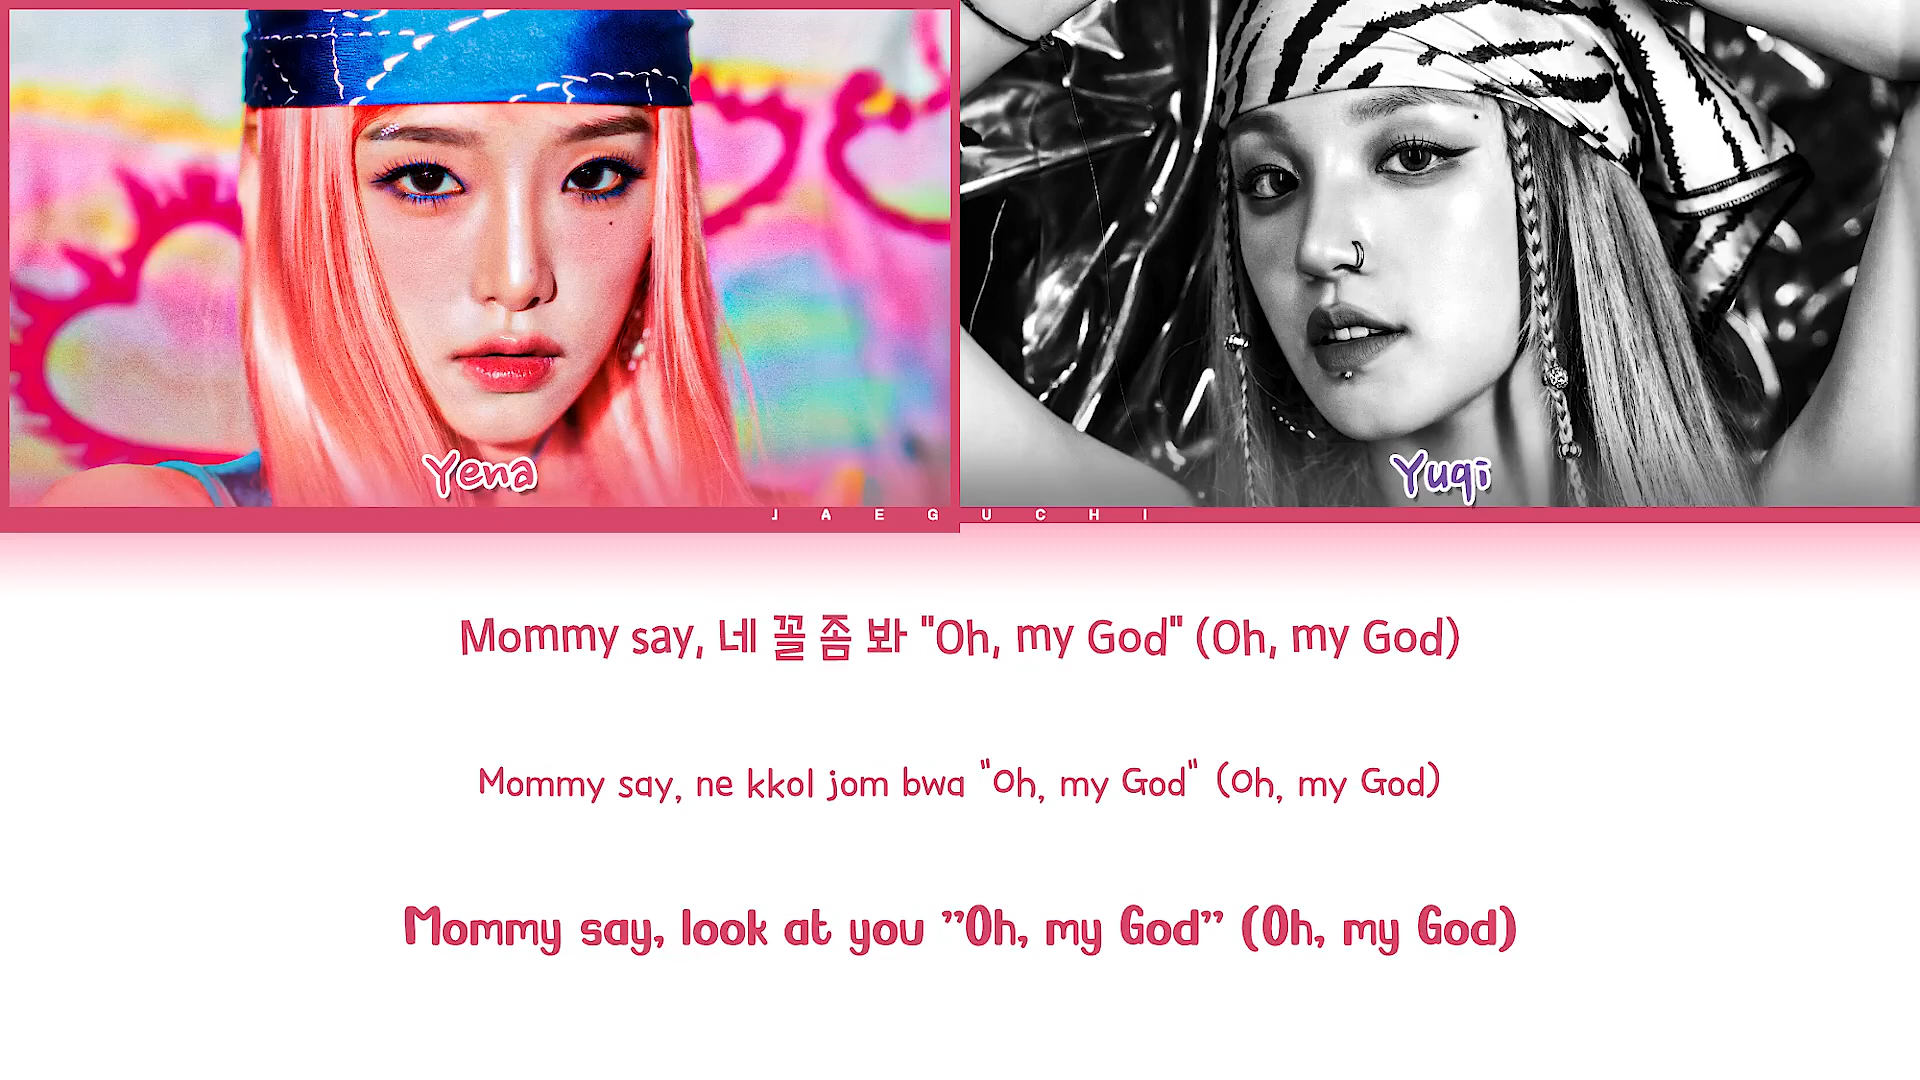 Yena
Yuqi
JAEGUCHI
Mommy say, 네 꼴 좀 봐 "Oh, my God" (Oh, my God)
Mommy say, ne kkol jom bwa "Oh, my God" (Oh, my God)
Mommy say, look at you ”Oh, my God” (Oh, my God)